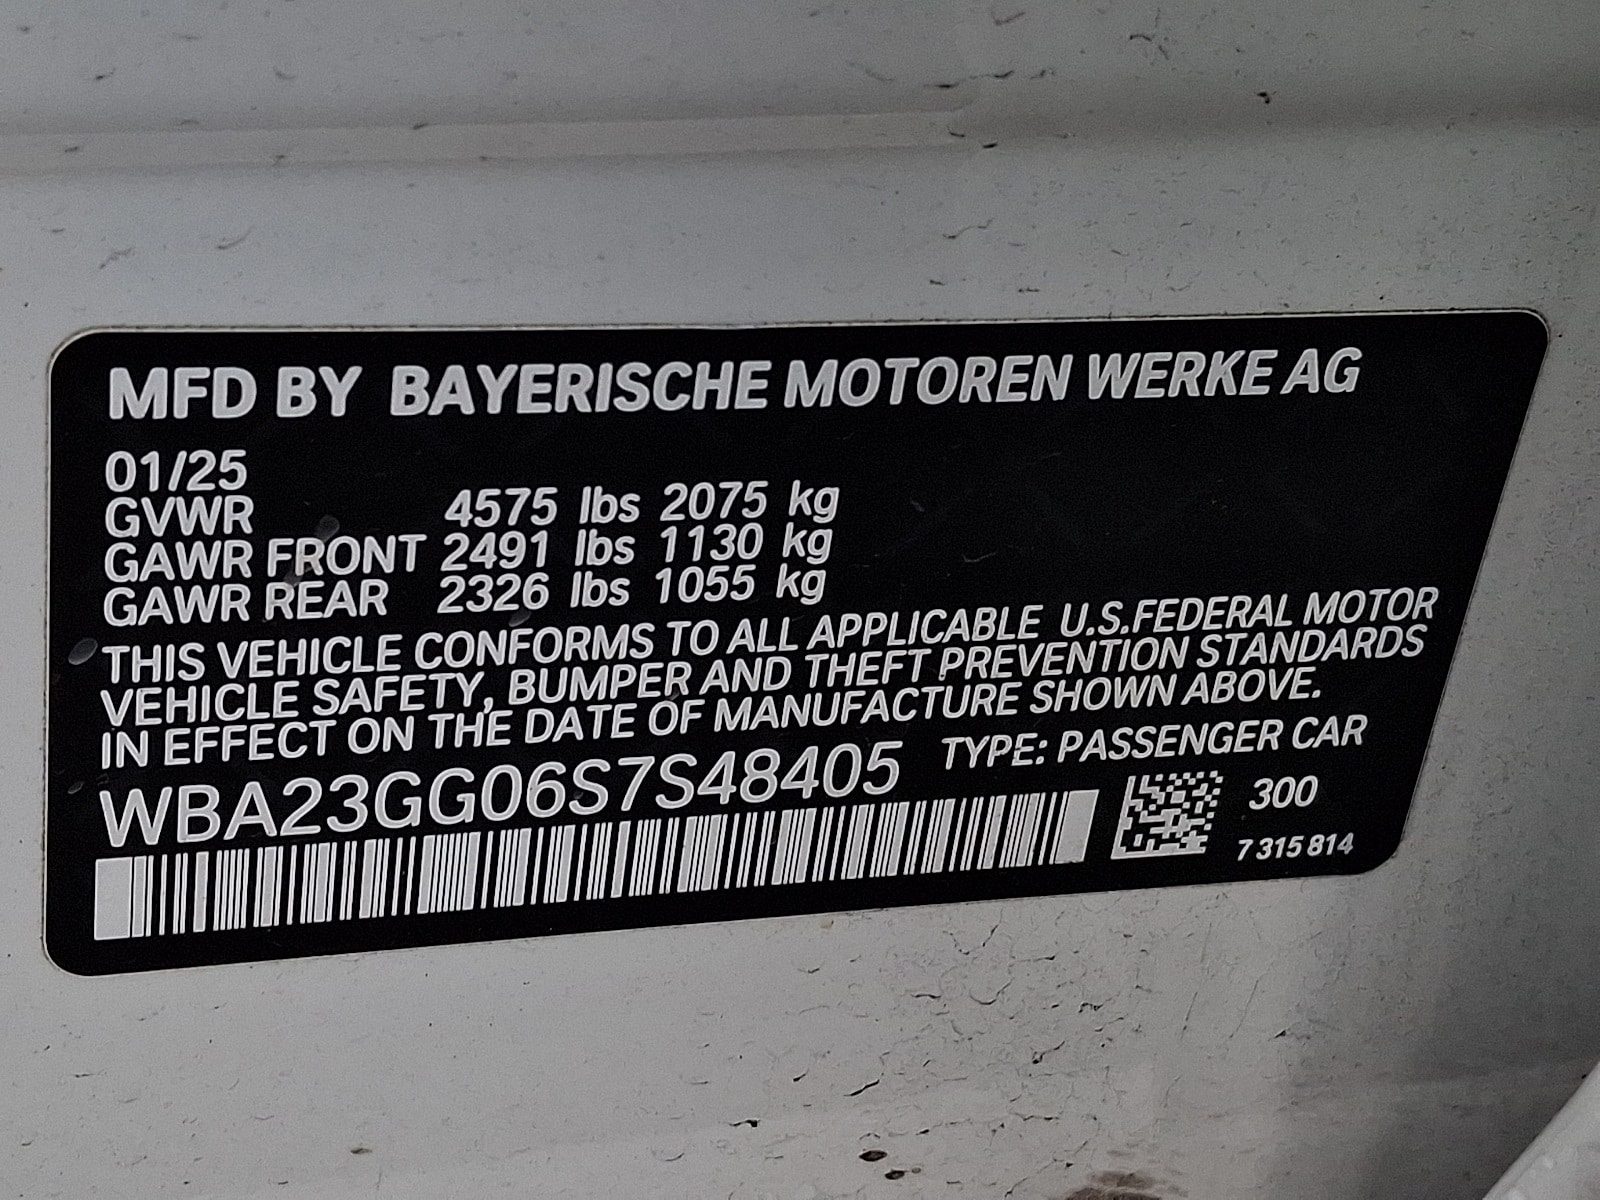 MFD BY BAYERISCHE MOTOREN WERKE AG
01/25
GVWR 4575 lbs 2075 kg
GAWR FRONT 2491 lbs 1130 kg
GAWR REAR 2326 lbs 1055 kg
THIS VEHICLE CONFORMS TO ALL APPLICABLE U.S.FEDERAL MOTOR
VEHICLE SAFETY, BUMPER AND THEFT PREVENTION STANDARDS
IN EFFECT ON THE DATE OF MANUFACTURE SHOWN ABOVE.
WBA23GG06S7S48405 TYPE: PASSENGER CAR
300
7 315 814